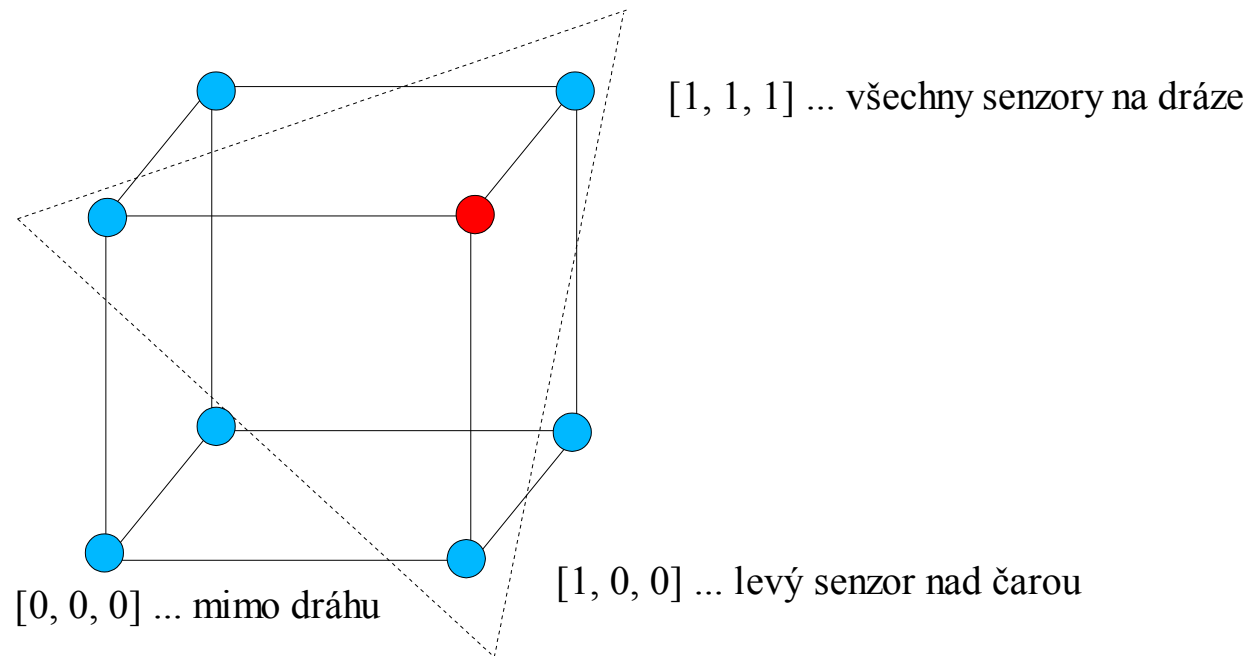 [1, 1, 1] ... všechny senzory na dráze
[1, 0, 0] ... levý senzor nad čarou
[0, 0, 0] ... mimo dráhu